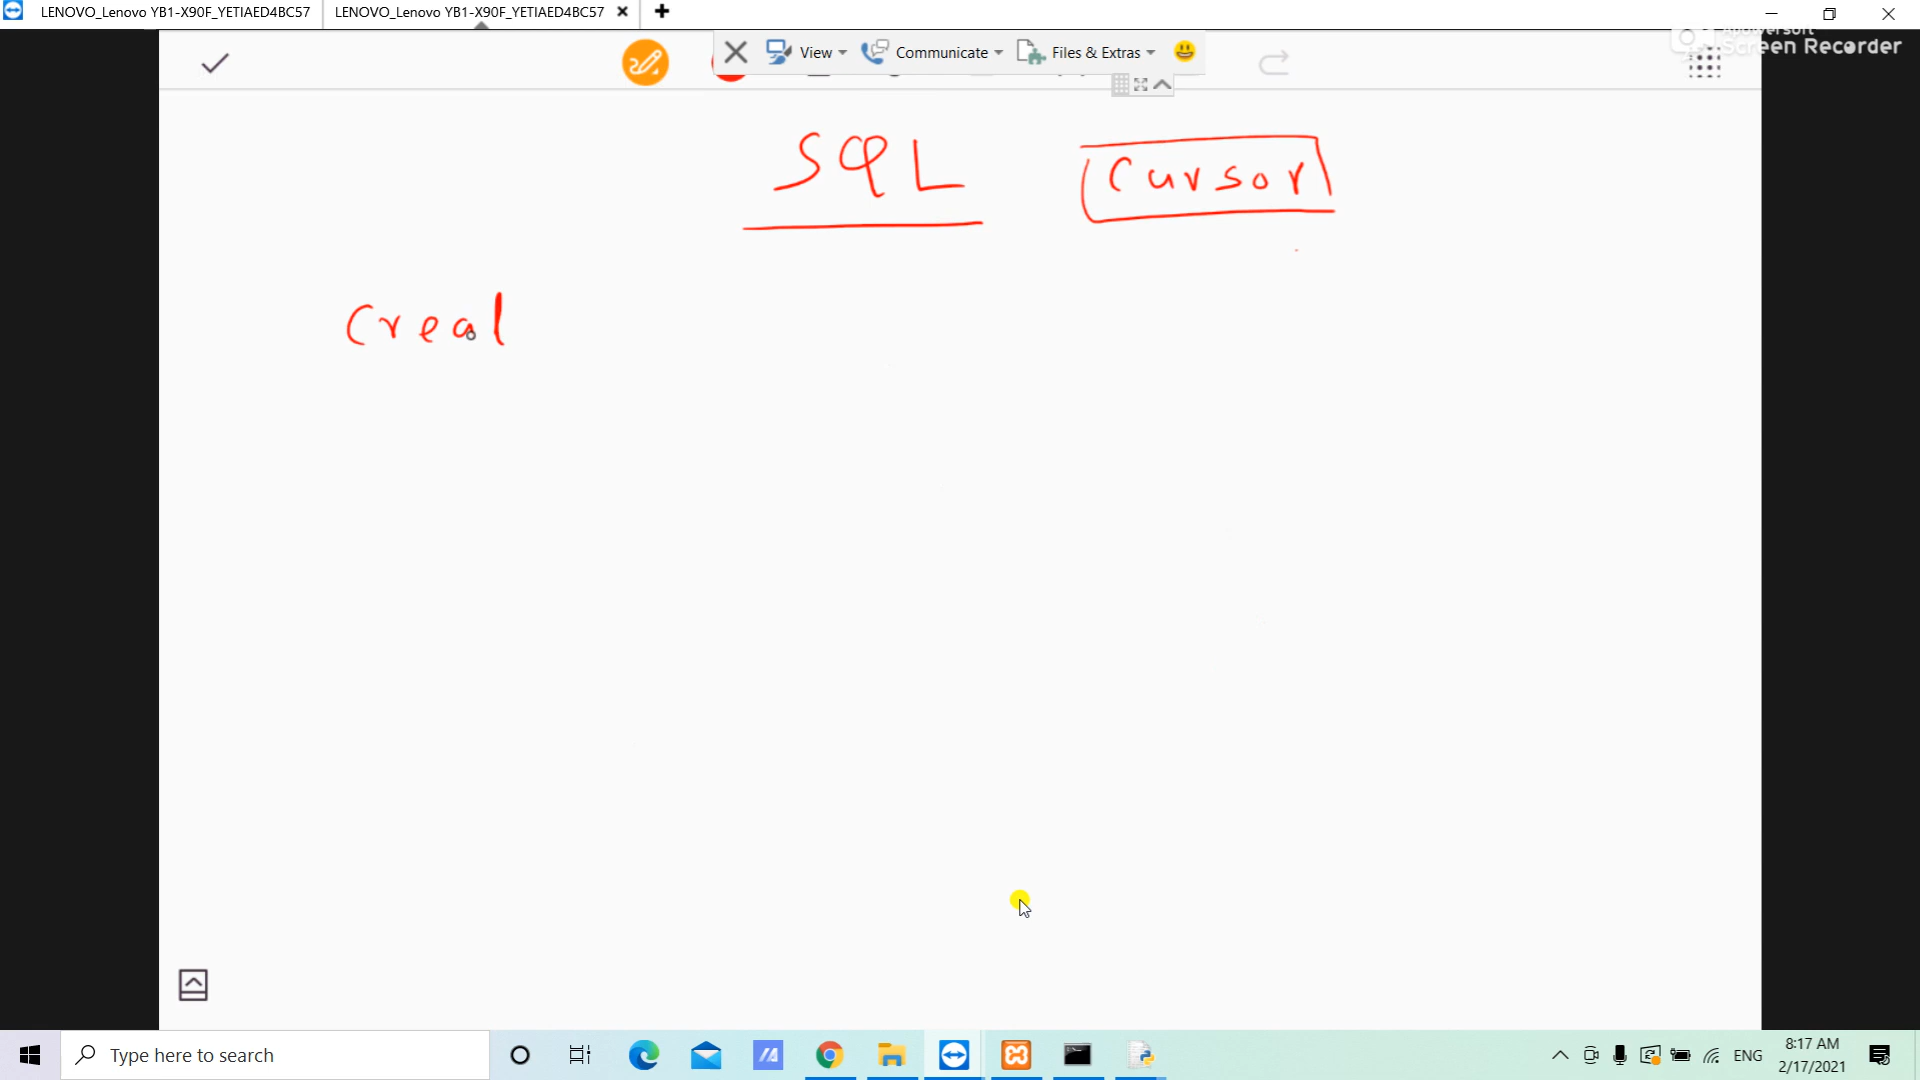 LENOVO_Lenovo YB1-X90F_YETIAED4BC57 LENOVO_Lenovo YB1-X90F_YETIAED4BC57
View Communicate Files & Extras
Screen Recorder
SQL Cursor
Creal
Type here to search
ENG
8:17 AM
2/17/2021